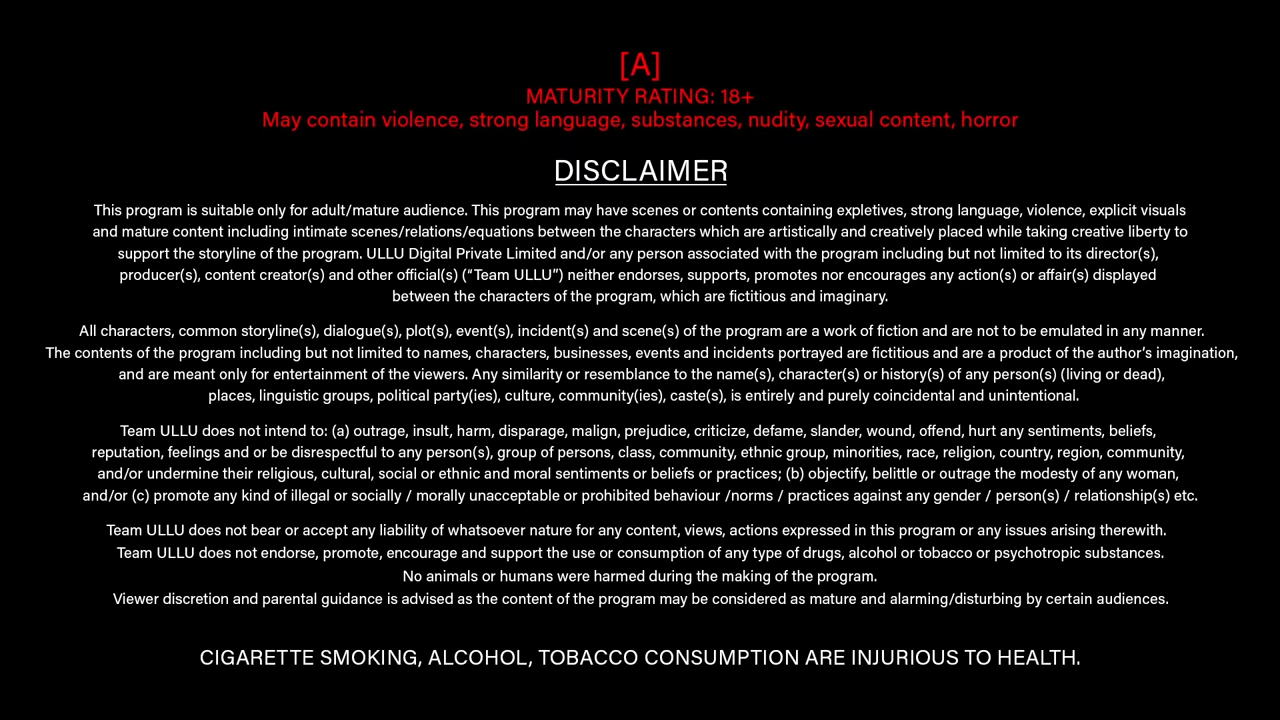 [A]
MATURITY RATING: 18+
May contain violence, strong language, substances, nudity, sexual content, horror
DISCLAIMER
This program is suitable only for adult/mature audience. This program may have scenes or contents containing expletives, strong language, violence, explicit visuals
and mature content including intimate scenes/relations/equations between the characters which are artistically and creatively placed while taking creative liberty to
support the storyline of the program. ULLU Digital Private Limited and/or any person associated with the program including but not limited to its director(s),
producer(s), content creator(s) and other official(s) (“Team ULLU”) neither endorses, supports, promotes nor encourages any action(s) or affair(s) displayed
between the characters of the program, which are fictitious and imaginary.
All characters, common storyline(s), dialogue(s), plot(s), event(s), incident(s) and scene(s) of the program are a work of fiction and are not to be emulated in any manner.
The contents of the program including but not limited to names, characters, businesses, events and incidents portrayed are fictitious and are a product of the author’s imagination,
and are meant only for entertainment of the viewers. Any similarity or resemblance to the name(s), character(s) or history(s) of any person(s) (living or dead),
places, linguistic groups, political party(ies), culture, community(ies), caste(s), is entirely and purely coincidental and unintentional.
Team ULLU does not intend to: (a) outrage, insult, harm, disparage, malign, prejudice, criticize, defame, slander, wound, offend, hurt any sentiments, beliefs,
reputation, feelings and or be disrespectful to any person(s), group of persons, class, community, ethnic group, minorities, race, religion, country, region, community,
and/or undermine their religious, cultural, social or ethnic and moral sentiments or beliefs or practices; (b) objectify, belittle or outrage the modesty of any woman,
and/or (c) promote any kind of illegal or socially / morally unacceptable or prohibited behaviour /norms / practices against any gender / person(s) / relationship(s) etc.
Team ULLU does not bear or accept any liability of whatsoever nature for any content, views, actions expressed in this program or any issues arising therewith.
Team ULLU does not endorse, promote, encourage and support the use or consumption of any type of drugs, alcohol or tobacco or psychotropic substances.
No animals or humans were harmed during the making of the program.
Viewer discretion and parental guidance is advised as the content of the program may be considered as mature and alarming/disturbing by certain audiences.
CIGARETTE SMOKING, ALCOHOL, TOBACCO CONSUMPTION ARE INJURIOUS TO HEALTH.